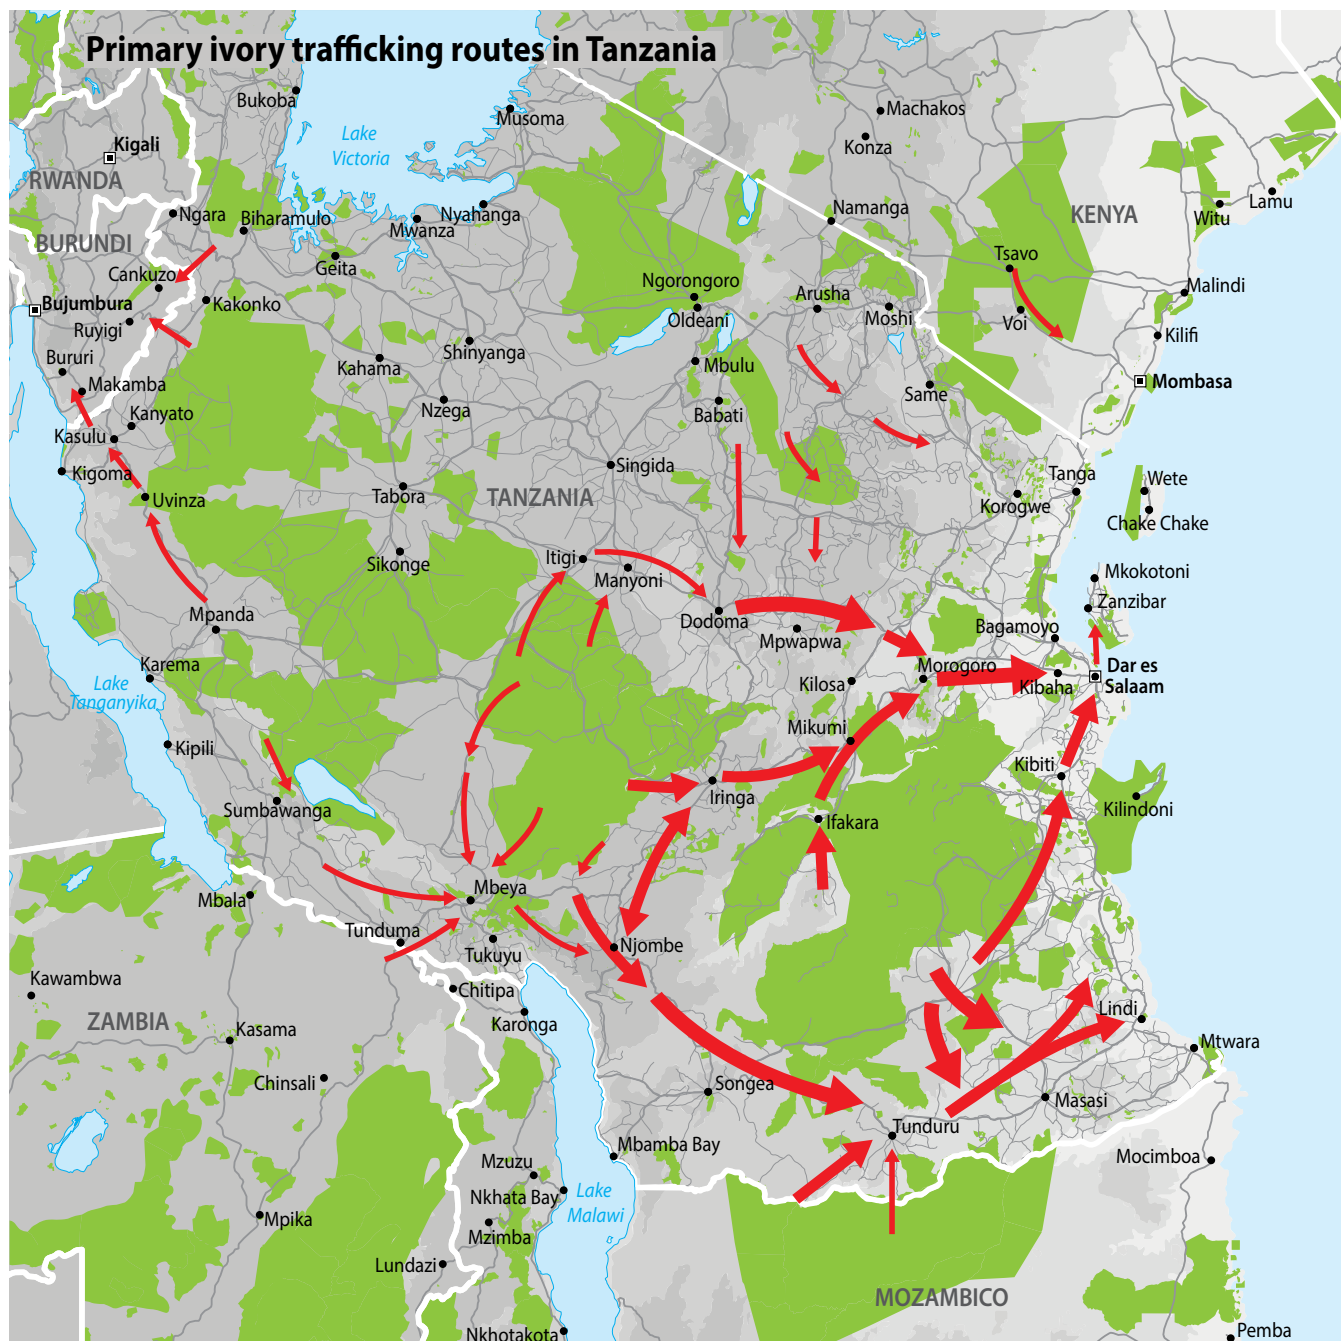 Primary ivory trafficking routes in Tanzania
Bukoba
Musoma
Machakos
Lake
Victoria
Konza
Kigali
RWANDA
Ngara
Biharamulo
Nyahanga
Mwanza
Namanga
KENYA
Witu
Lamu
BURUNDI
Cankuzo
Geita
Tsavo
Ngorongoro
Bujumbura
Kakonko
Arusha
Malindi
Ruyigi
Oldeani
Moshi
Voi
Kilifi
Bururi
Shinyanga
Kahama
Mbulu
Makamba
Mombasa
Same
Kanyato
Nzega
Babati
Kasulu
Kigoma
Singida
Tanga
Wete
Uvinza
Tabora
TANZANIA
Korogwe
Chake Chake
Sikonge
Itigi
Manyoni
Mkokotoni
Mpanda
Zanzibar
Dodoma
Mpwapwa
Bagamoyo
Karema
Morogoro
Dar es
Salaam
Kilosa
Kibaha
Lake
Tanganyika
Mikumi
Kipili
Kibiti
Iringa
Sumbawanga
Kilindoni
Ifakara
Mbala
Mbeya
Tunduma
Tukuyu
Njombe
Kawambwa
Chitipa
Lindi
ZAMBIA
Karonga
Kasama
Mtwara
Chinsali
Songea
Masasi
Tunduru
Mbamba Bay
Mocimboa
Mzuzu
Nkhata Bay
Lake
Malawi
Mpika
Mzimba
Lundazi
MOZAMBICO
Nkhotakota
Pemba